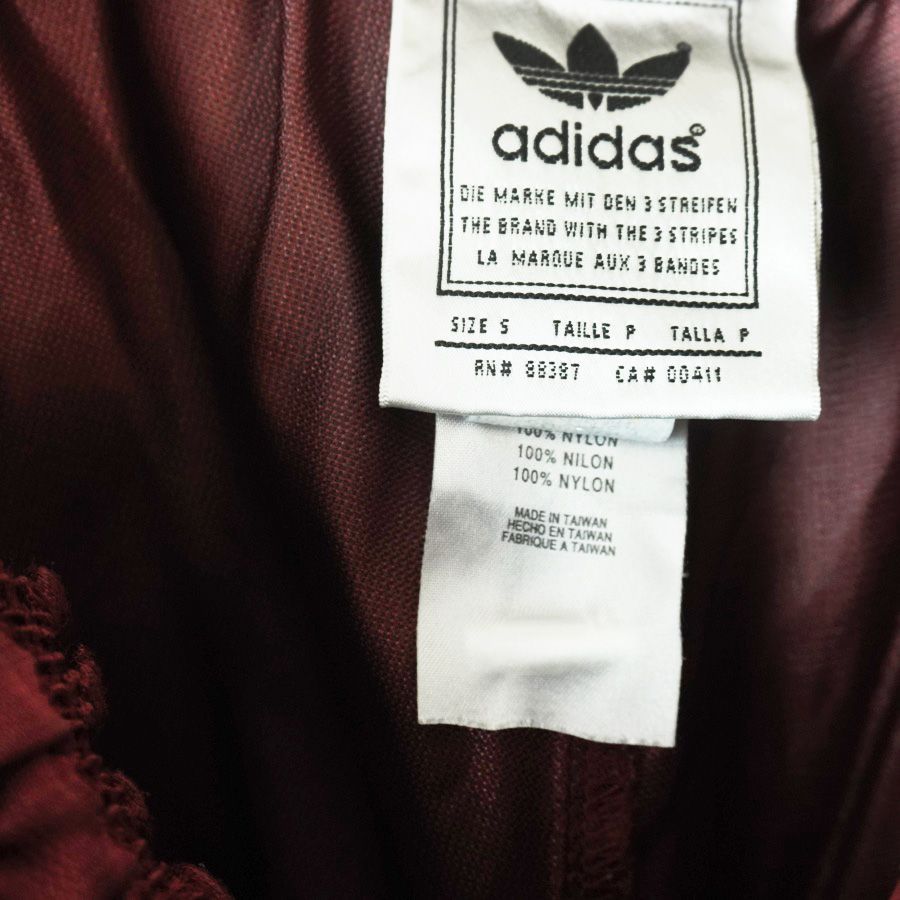 adidas
DIE MARKE MIT DEN 3 STREIFEN
THE BRAND WITH THE 3 STRIPES
LA MARQUE AUX 3 BANDES
SIZE S TAILLE P TALLA P
RN# 88387 CA# 00411
100% NYLON
100% NILON
100% NYLON
MADE IN TAIWAN
HECHO EN TAIWAN
FABRIQUE A TAIWAN